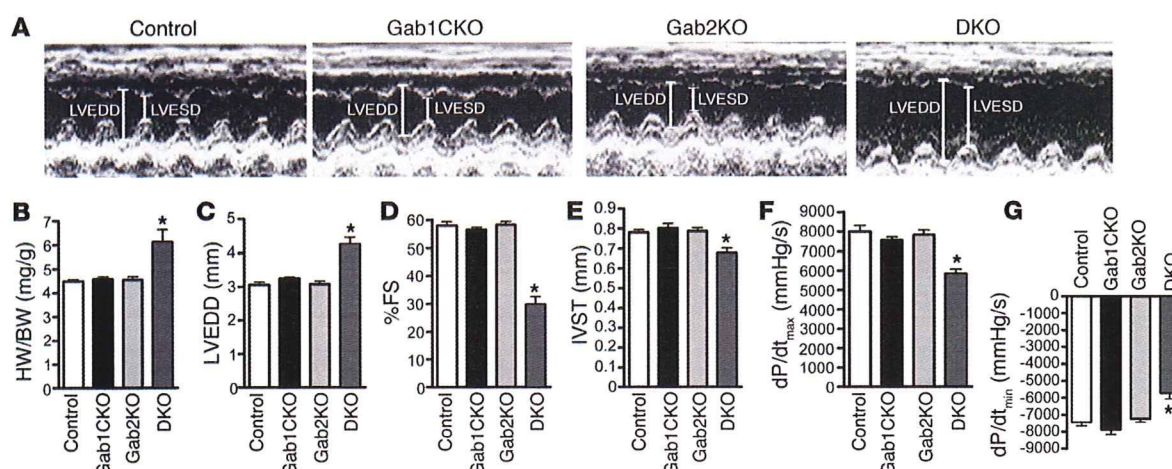 A
Control
Gab1CKO
Gab2KO
DKO
LVEDD
LVESD
LVEDD
LVESD
LVEDD
LVESD
LVEDD
LVESD
B
HW/BW (mg/g)
7
6
5
4
3
2
1
0
Control
Gab1CKO
Gab2KO
DKO
*
C
LVEDD (mm)
5
4
3
2
1
0
Control
Gab1CKO
Gab2KO
DKO
*
D
%FS
60
50
40
30
20
10
0
Control
Gab1CKO
Gab2KO
DKO
*
E
IVST (mm)
0.9
0.8
0.7
0.6
0.5
0.4
0.3
0.2
0.1
0
Control
Gab1CKO
Gab2KO
DKO
*
F
dP/dtmax (mmHg/s)
9000
8000
7000
6000
5000
4000
3000
2000
1000
0
Control
Gab1CKO
Gab2KO
DKO
*
G
Control
Gab1CKO
Gab2KO
DKO
dP/dtmin (mmHg/s)
0
-1000
-2000
-3000
-4000
-5000
-6000
-7000
-8000
-9000
*